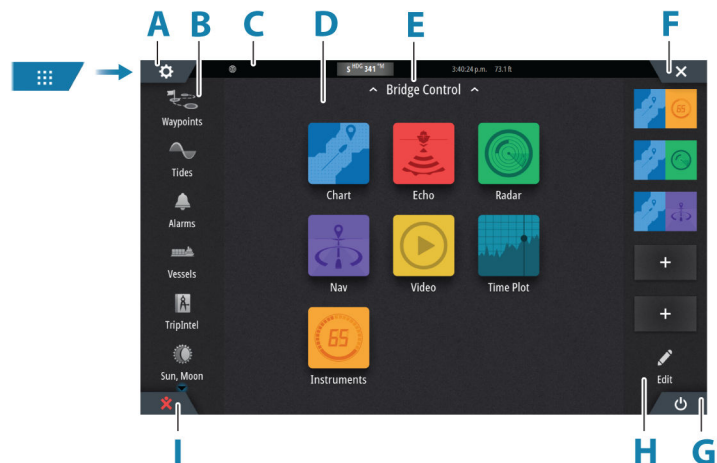 A B C D E F
S HDG 341 °M 3:40:24 p.m. 73.1 ft
Bridge Control
Waypoints
Tides
Alarms
Vessels
TripIntel
Sun, Moon
Chart Echo Radar
Nav Video Time Plot
65
Instruments
65
+
+
Edit
I H G